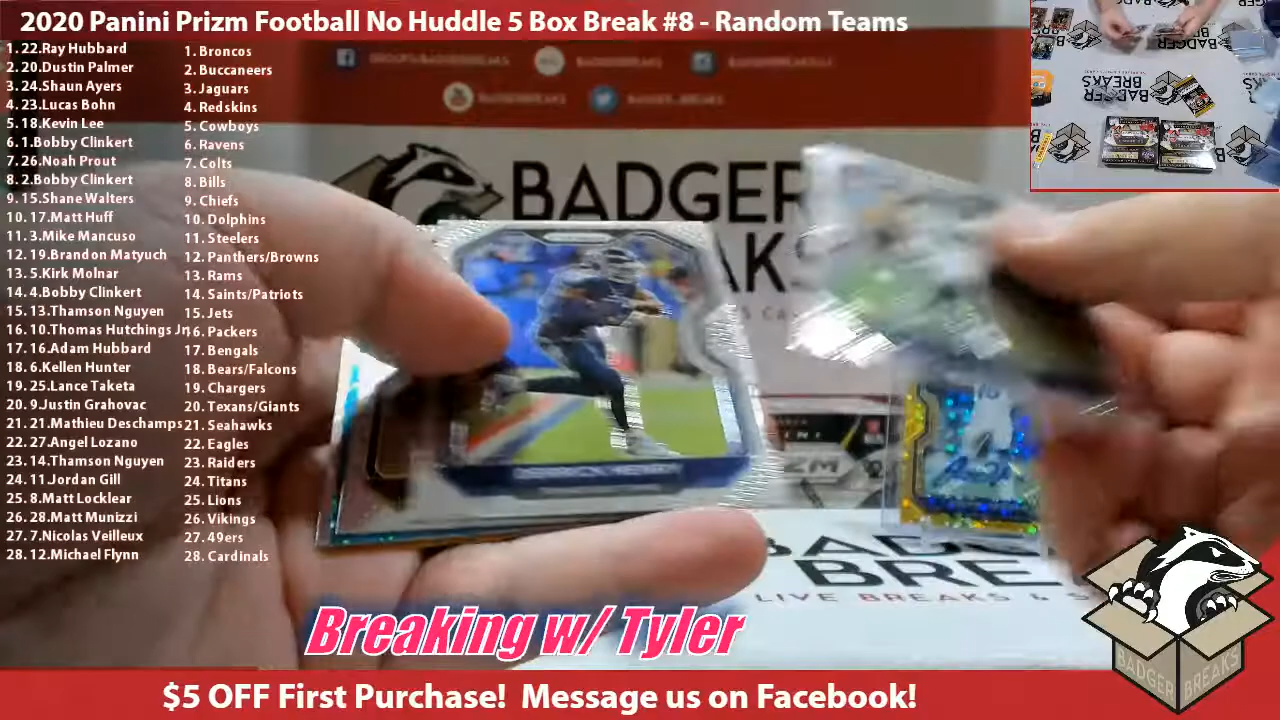 2020 Panini Prizm Football No Huddle 5 Box Break #8 - Random Teams
1. 22.Ray Hubbard
2. 20.Dustin Palmer
3. 24.Shaun Ayers
4. 23.Lucas Bohn
5. 18.Kevin Lee
6. 1.Bobby Clinkert
7. 26.Noah Prout
8. 2.Bobby Clinkert
9. 15.Shane Walters
10. 17.Matt Huff
11. 3.Mike Mancuso
12. 19.Brandon Matyuch
13. 5.Kirk Molnar
14. 4.Bobby Clinkert
15. 13.Thamson Nguyen
16. 10.Thomas Hutchings Jr
17. 16.Adam Hubbard
18. 6.Kellen Hunter
19. 25.Lance Taketa
20. 9.Justin Grahovac
21. 21.Mathieu Deschamps
22. 27.Angel Lozano
23. 14.Thamson Nguyen
24. 11.Jordan Gill
25. 8.Matt Locklear
26. 28.Matt Munizzi
27. 7.Nicolas Veilleux
28. 12.Michael Flynn
1. Broncos
2. Buccaneers
3. Jaguars
4. Redskins
5. Cowboys
6. Ravens
7. Colts
8. Bills
9. Chiefs
10. Dolphins
11. Steelers
12. Panthers/Browns
13. Rams
14. Saints/Patriots
15. Jets
16. Packers
17. Bengals
18. Bears/Falcons
19. Chargers
20. Texans/Giants
21. Seahawks
22. Eagles
23. Raiders
24. Titans
25. Lions
26. Vikings
27. 49ers
28. Cardinals
BADGER
BADGER
BREAKS
DERRICK HENRY
BADGER
BRE
LIVE BREAKS & S
Breaking w/ Tyler
BADGER BREAKS
$5 OFF First Purchase!  Message us on Facebook!